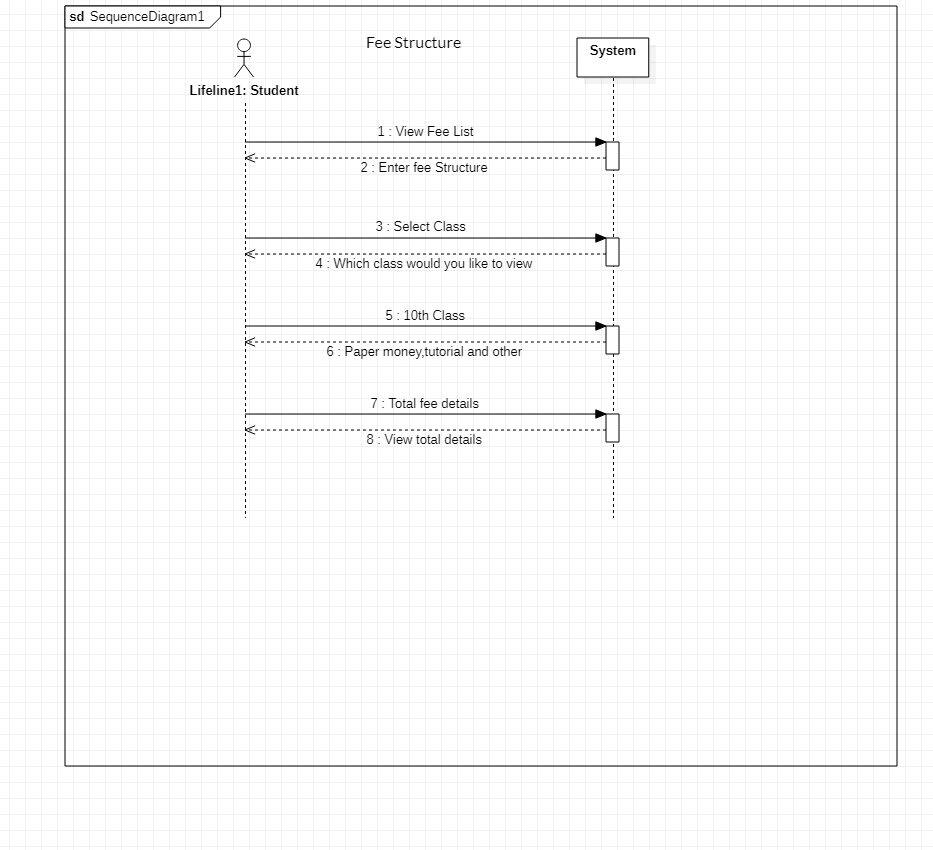 sd SequenceDiagram1
Fee Structure
System
Lifeline1: Student
1 : View Fee List
2 : Enter fee Structure
3 : Select Class
4 : Which class would you like to view
5 : 10th Class
6 : Paper money,tutorial and other
7 : Total fee details
8 : View total details